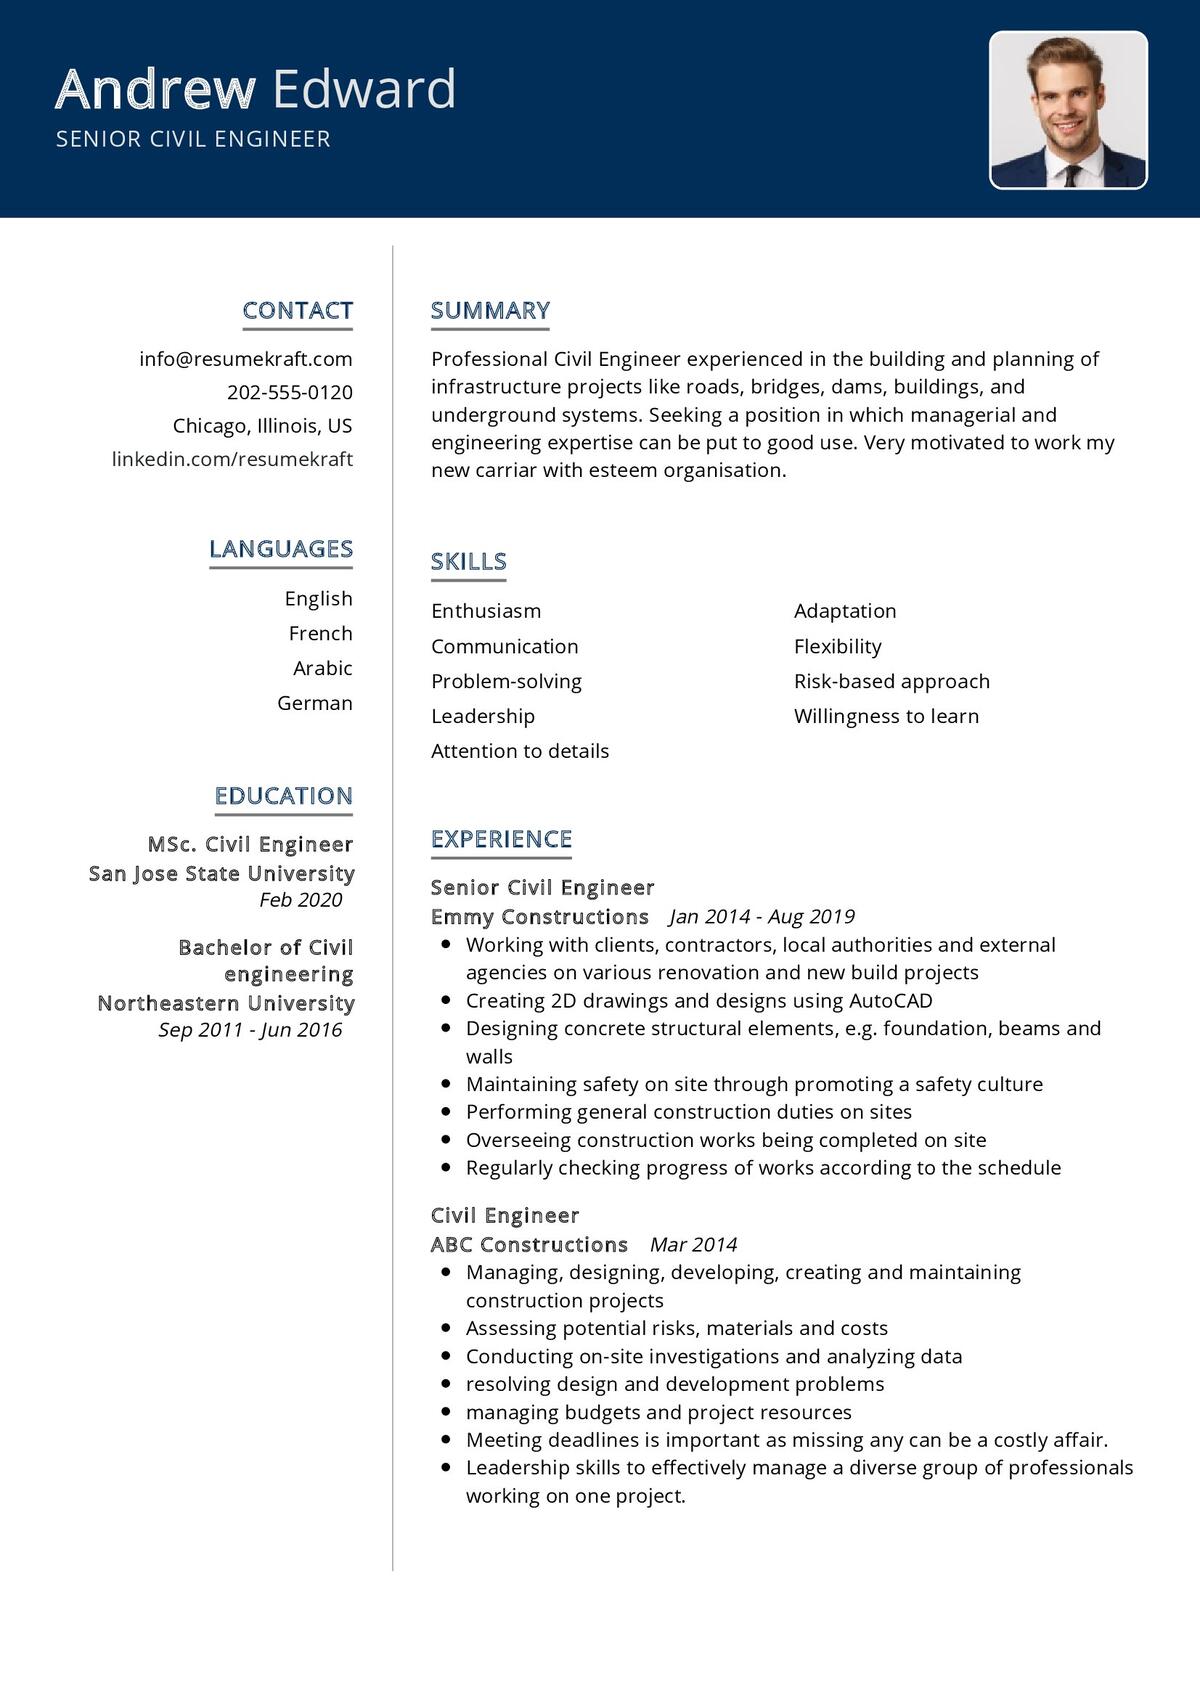 Andrew Edward
SENIOR CIVIL ENGINEER
CONTACT
info@resumekraft.com
202-555-0120
Chicago, Illinois, US
linkedin.com/resumekraft
LANGUAGES
English
French
Arabic
German
EDUCATION
MSc. Civil Engineer
San Jose State University
Feb 2020
Bachelor of Civil
engineering
Northeastern University
Sep 2011 - Jun 2016
SUMMARY
Professional Civil Engineer experienced in the building and planning of
infrastructure projects like roads, bridges, dams, buildings, and
underground systems. Seeking a position in which managerial and
engineering expertise can be put to good use. Very motivated to work my
new carriar with esteem organisation.
SKILLS
Enthusiasm
Communication
Problem-solving
Leadership
Attention to details
Adaptation
Flexibility
Risk-based approach
Willingness to learn
EXPERIENCE
Senior Civil Engineer
Emmy Constructions Jan 2014 - Aug 2019
• Working with clients, contractors, local authorities and external
agencies on various renovation and new build projects
• Creating 2D drawings and designs using AutoCAD
• Designing concrete structural elements, e.g. foundation, beams and
walls
• Maintaining safety on site through promoting a safety culture
• Performing general construction duties on sites
• Overseeing construction works being completed on site
• Regularly checking progress of works according to the schedule
Civil Engineer
ABC Constructions Mar 2014
• Managing, designing, developing, creating and maintaining
construction projects
• Assessing potential risks, materials and costs
• Conducting on-site investigations and analyzing data
• resolving design and development problems
• managing budgets and project resources
• Meeting deadlines is important as missing any can be a costly affair.
• Leadership skills to effectively manage a diverse group of professionals
working on one project.